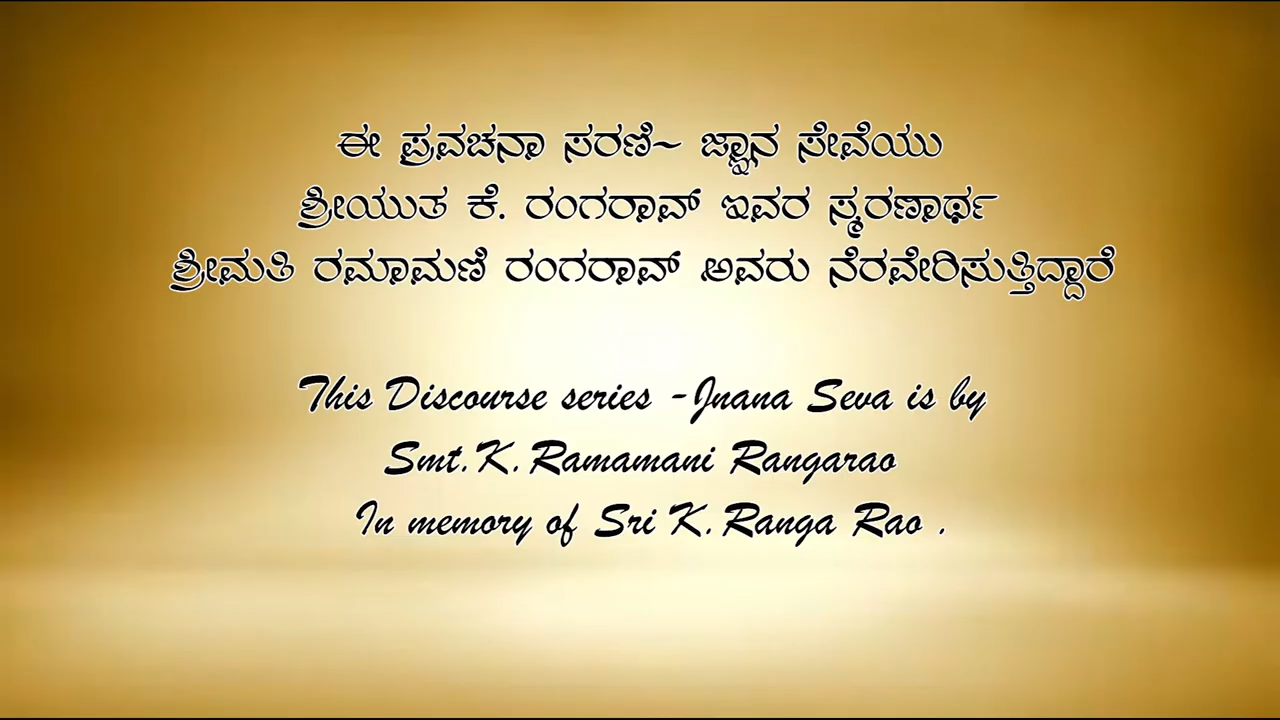 ಈ ಪ್ರವಚನಾ ಸರಣಿ~ ಜ್ಞಾನ ಸೇವೆಯು
ಶ್ರೀಯುತ ಕೆ. ರಂಗರಾವ್ ಇವರ ಸ್ಮರಣಾರ್ಥ
ಶ್ರೀಮತಿ ರಮಾಮಣಿ ರಂಗರಾವ್ ಅವರು ನೆರವೇರಿಸುತ್ತಿದ್ದಾರೆ
This Discourse series -Jnana Seva is by
Smt.K.Ramamani Rangarao
In memory of Sri K.Ranga Rao .